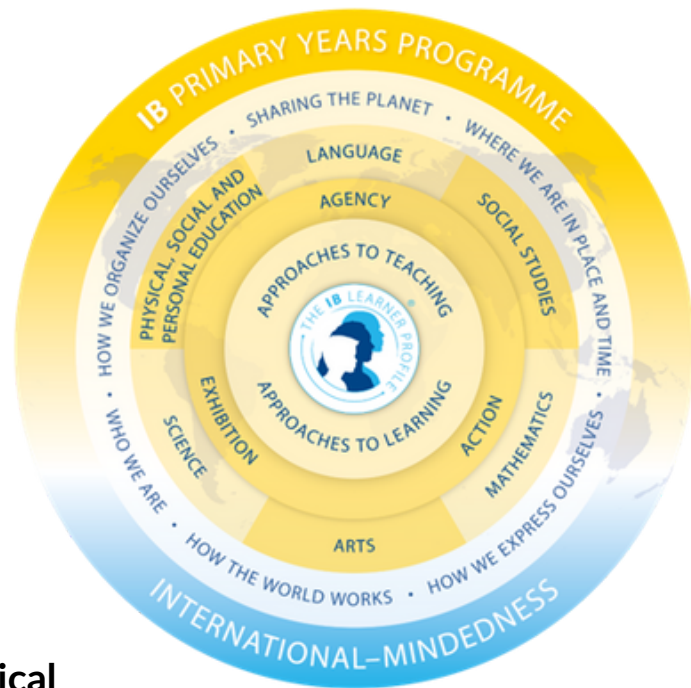 IB PRIMARY YEARS PROGRAMME
SHARING THE PLANET
WHERE WE ARE IN PLACE AND TIME
HOW WE EXPRESS OURSELVES
HOW THE WORLD WORKS
WHO WE ARE
HOW WE ORGANIZE OURSELVES
LANGUAGE
SOCIAL STUDIES
MATHEMATICS
ARTS
SCIENCE
PHYSICAL, SOCIAL AND
PERSONAL EDUCATION
AGENCY
ACTION
EXHIBITION
APPROACHES TO TEACHING
APPROACHES TO LEARNING
THE IB LEARNER PROFILE®
INTERNATIONAL–MINDEDNESS
ical